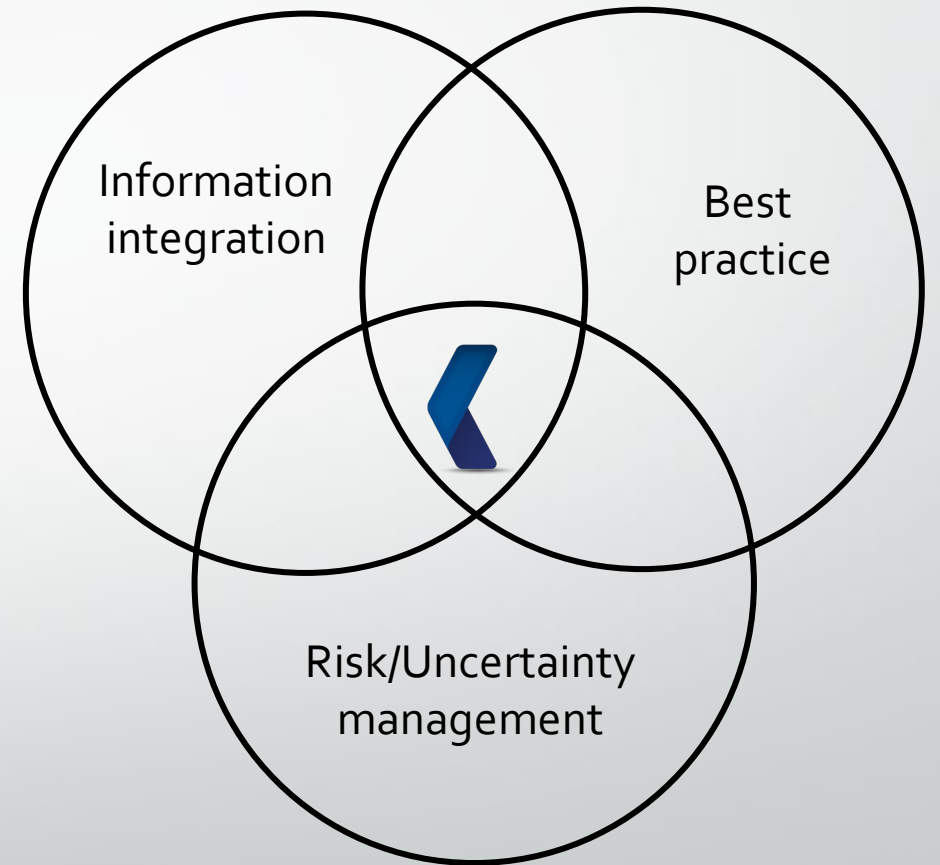 Information
integration
Best
practice
Risk/Uncertainty
management